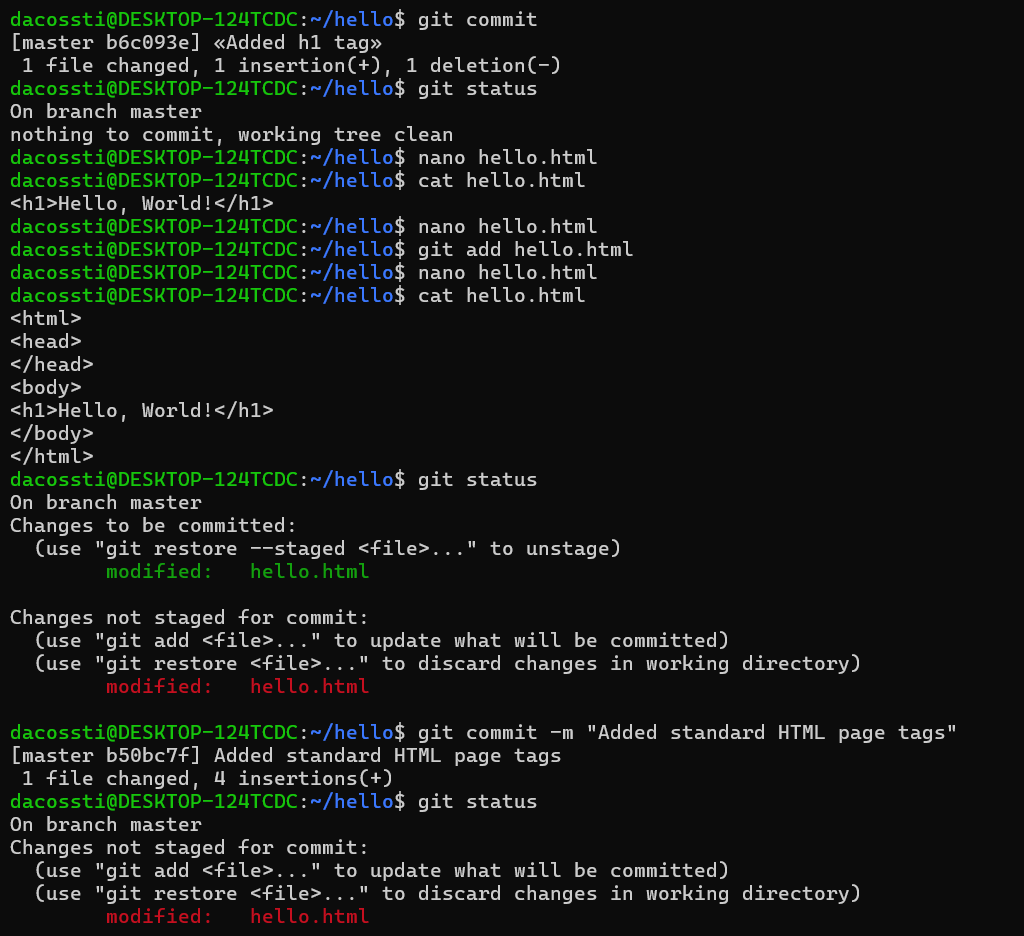 dacossti@DESKTOP-124TCDC:~/hello$ git commit
[master b6c093e] «Added h1 tag»
 1 file changed, 1 insertion(+), 1 deletion(-)
dacossti@DESKTOP-124TCDC:~/hello$ git status
On branch master
nothing to commit, working tree clean
dacossti@DESKTOP-124TCDC:~/hello$ nano hello.html
dacossti@DESKTOP-124TCDC:~/hello$ cat hello.html
<h1>Hello, World!</h1>
dacossti@DESKTOP-124TCDC:~/hello$ nano hello.html
dacossti@DESKTOP-124TCDC:~/hello$ git add hello.html
dacossti@DESKTOP-124TCDC:~/hello$ nano hello.html
dacossti@DESKTOP-124TCDC:~/hello$ cat hello.html
<html>
<head>
</head>
<body>
<h1>Hello, World!</h1>
</body>
</html>
dacossti@DESKTOP-124TCDC:~/hello$ git status
On branch master
Changes to be committed:
  (use "git restore --staged <file>..." to unstage)
        modified:   hello.html

Changes not staged for commit:
  (use "git add <file>..." to update what will be committed)
  (use "git restore <file>..." to discard changes in working directory)
        modified:   hello.html

dacossti@DESKTOP-124TCDC:~/hello$ git commit -m "Added standard HTML page tags"
[master b50bc7f] Added standard HTML page tags
 1 file changed, 4 insertions(+)
dacossti@DESKTOP-124TCDC:~/hello$ git status
On branch master
Changes not staged for commit:
  (use "git add <file>..." to update what will be committed)
  (use "git restore <file>..." to discard changes in working directory)
        modified:   hello.html